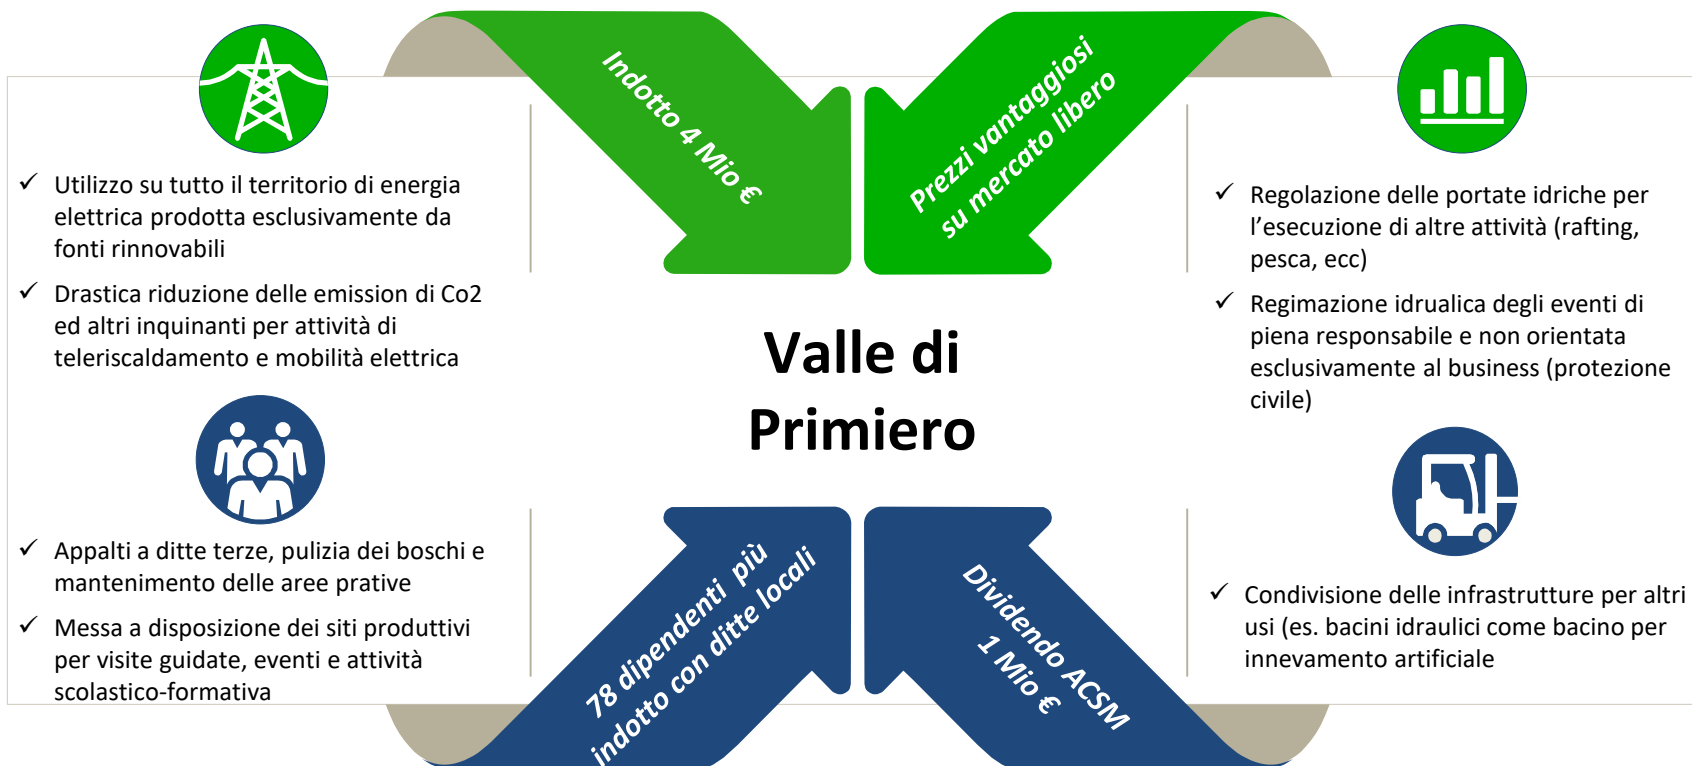 Indotto 4 Mio €
Prezzi vantaggiosi
su mercato libero
✓ Utilizzo su tutto il territorio di energia
elettrica prodotta esclusivamente da
fonti rinnovabili
✓ Drastica riduzione delle emission di Co2
ed altri inquinanti per attività di
teleriscaldamento e mobilità elettrica
✓ Appalti a ditte terze, pulizia dei boschi e
mantenimento delle aree prative
✓ Messa a disposizione dei siti produttivi
per visite guidate, eventi e attività
scolastico-formativa
Valle di
Primiero
✓ Regolazione delle portate idriche per
l’esecuzione di altre attività (rafting,
pesca, ecc)
✓ Regimazione idrualica degli eventi di
piena responsabile e non orientata
esclusivamente al business (protezione
civile)
✓ Condivisione delle infrastrutture per altri
usi (es. bacini idraulici come bacino per
innevamento artificiale
78 dipendenti più
indotto con ditte locali
Dividendo ACSM
1 Mio €